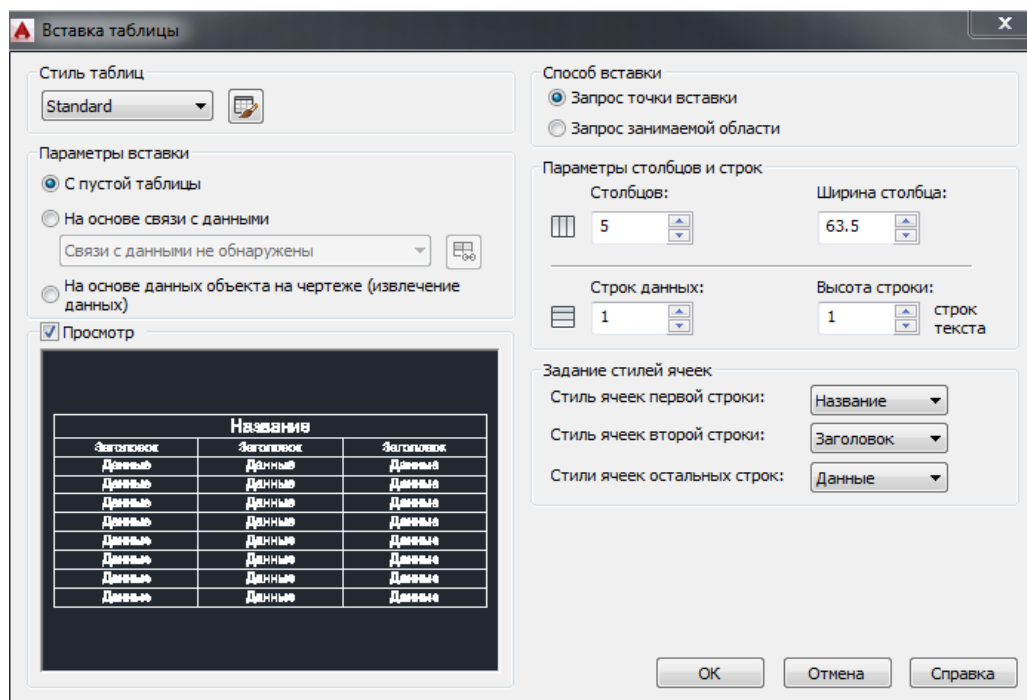 Вставка таблицы
Стиль таблиц
Standard
Параметры вставки
С пустой таблицы
На основе связи с данными
Связи с данными не обнаружены
На основе данных объекта на чертеже (извлечение
данных)
Просмотр
Название
Заголовок Заголовок Заголовок
Данные Данные Данные
Данные Данные Данные
Данные Данные Данные
Данные Данные Данные
Данные Данные Данные
Данные Данные Данные
Данные Данные Данные
Данные Данные Данные
Способ вставки
Запрос точки вставки
Запрос занимаемой области
Параметры столбцов и строк
Столбцов: Ширина столбца:
5 63.5
Строк данных: Высота строки:
1 1 строк
текста
Задание стилей ячеек
Стиль ячеек первой строки: Название
Стиль ячеек второй строки: Заголовок
Стили ячеек остальных строк: Данные
ОК Отмена Справка